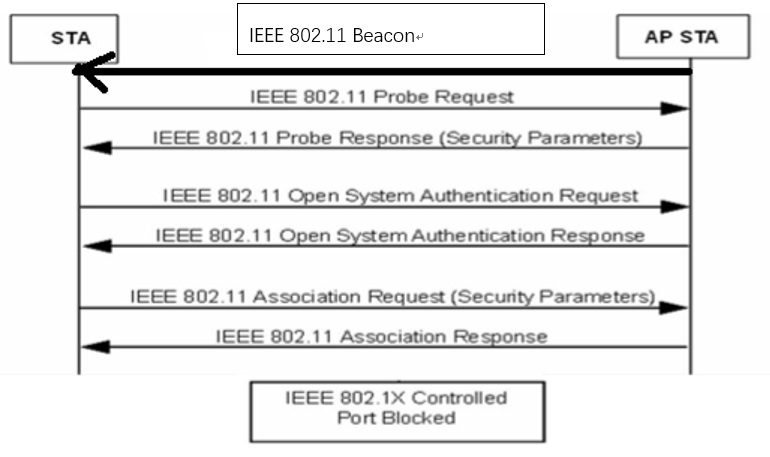 STA
IEEE 802.11 Beacon↵
AP STA
IEEE 802.11 Probe Request
IEEE 802.11 Probe Response (Security Parameters)
IEEE 802.11 Open System Authentication Request
IEEE 802.11 Open System Authentication Response
IEEE 802.11 Association Request (Security Parameters)
IEEE 802.11 Association Response
IEEE 802.1X Controlled
Port Blocked